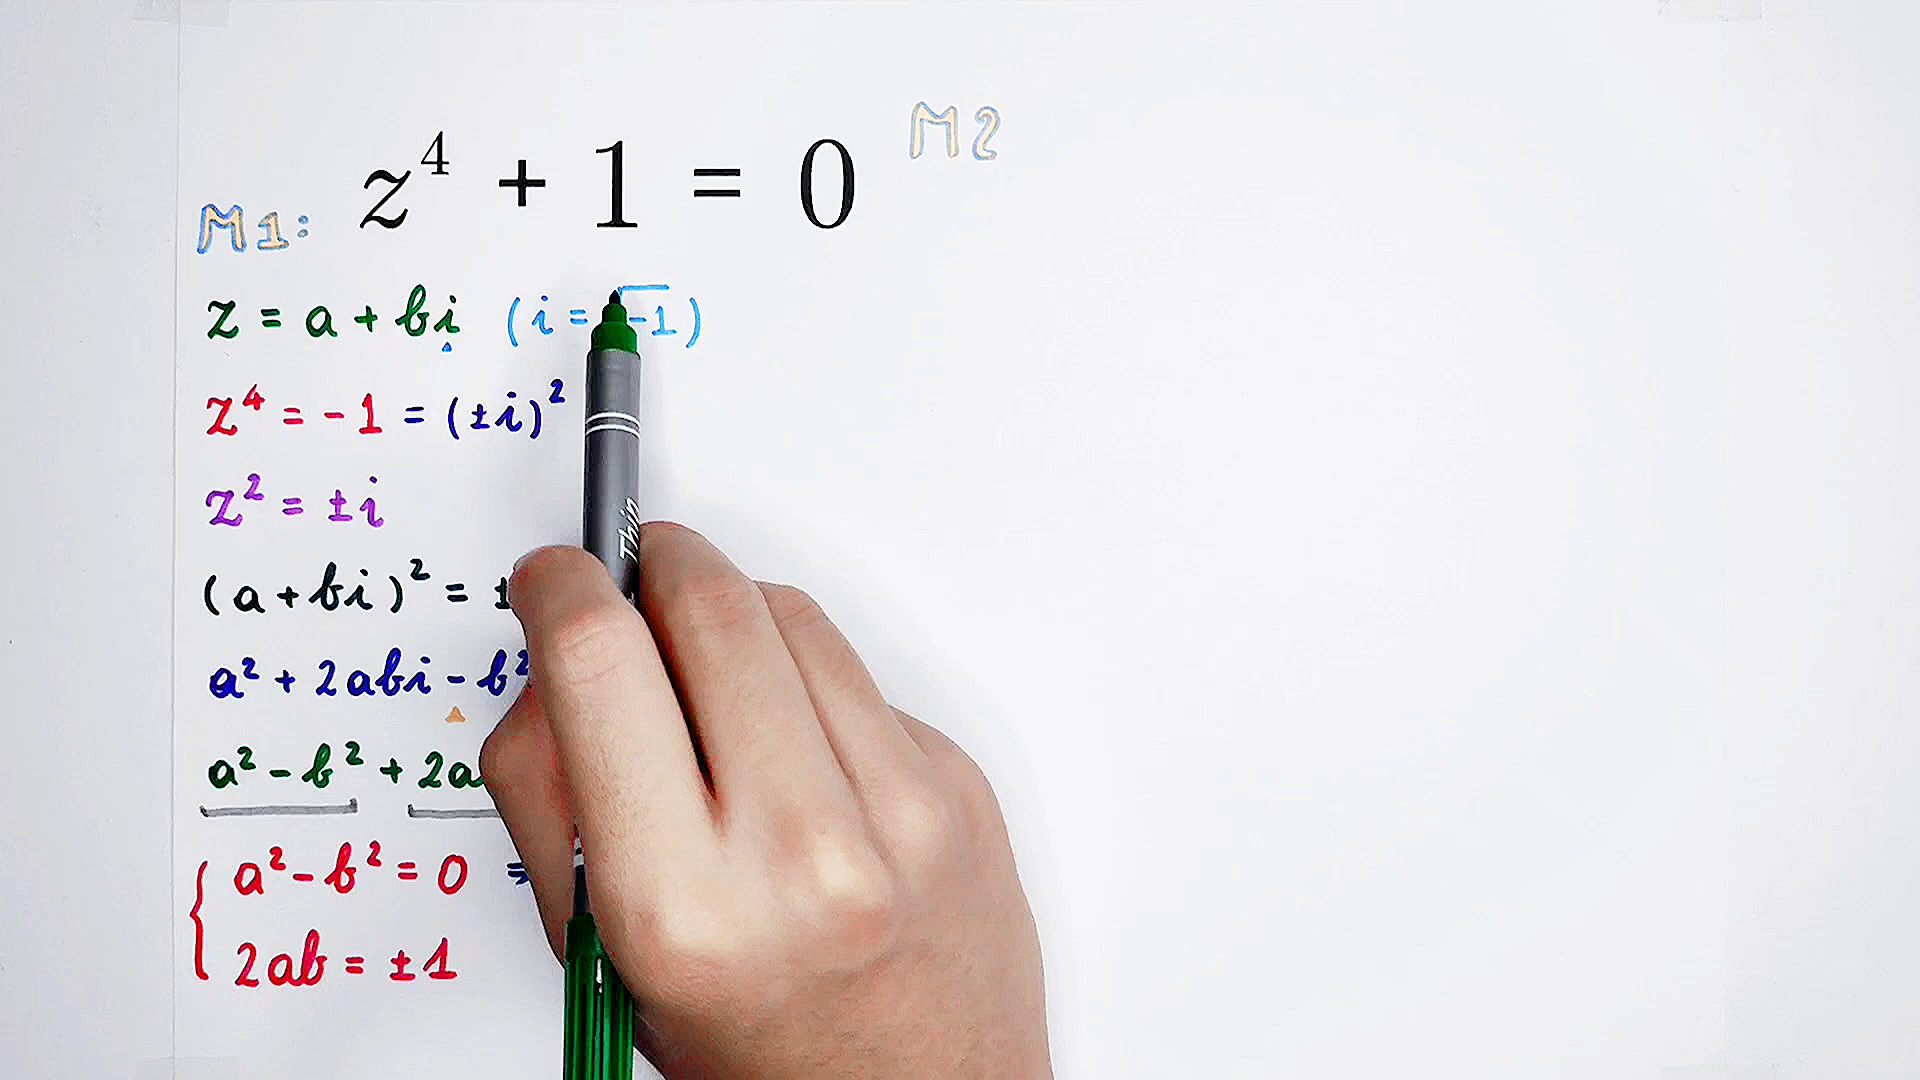 z⁴ + 1 = 0
M2
M1:
z = a + bi (i = √-1)
z⁴ = -1 = (±i)²
z² = ±i
(a + bi)² = ±
a² + 2abi - b²
a² - b² + 2a
a² - b² = 0 =
2ab = ±1
Thin